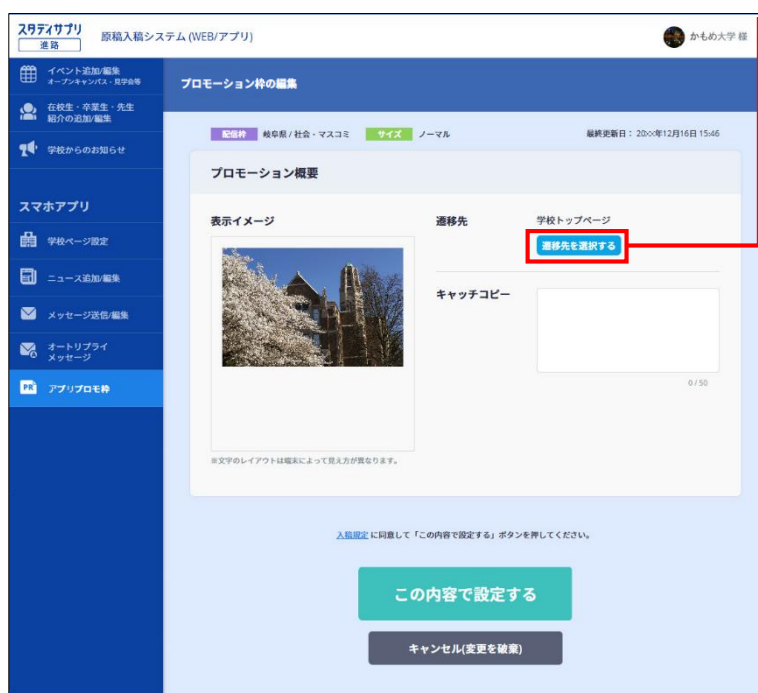 スタディサプリ
進路
原稿入稿システム (WEB/アプリ)
かもめ大学 様
イベント追加/編集
オープンキャンパス・見学会等
在校生・卒業生・先生
紹介の追加/編集
学校からのお知らせ
スマホアプリ
学校ページ設定
ニュース追加/編集
メッセージ送信/編集
オートリプライ
メッセージ
PR アプリプロモ枠
プロモーション枠の編集
配信枠 岐阜県/社会・マスコミ サイズ ノーマル
最終更新日: 20××年12月16日 15:46
プロモーション概要
表示イメージ
※文字のレイアウトは端末によって見え方が異なります。
遷移先
学校トップページ
遷移先を選択する
キャッチコピー
0/50
入稿規定に同意して「この内容で設定する」ボタンを押してください。
この内容で設定する
キャンセル(変更を破棄)